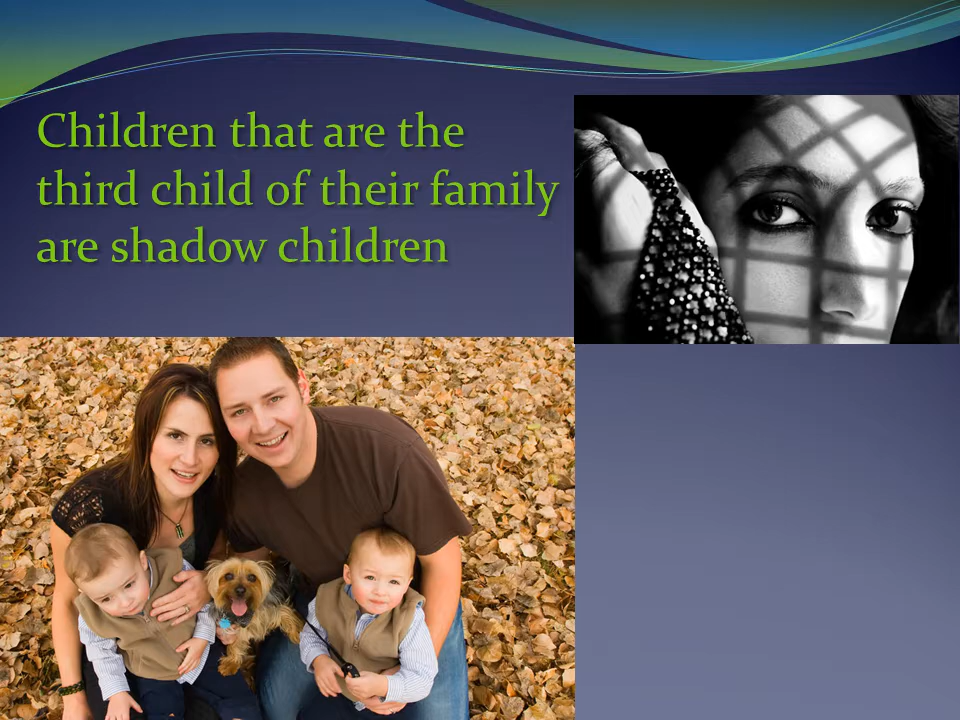 Children that are the
third child of their family
are shadow children